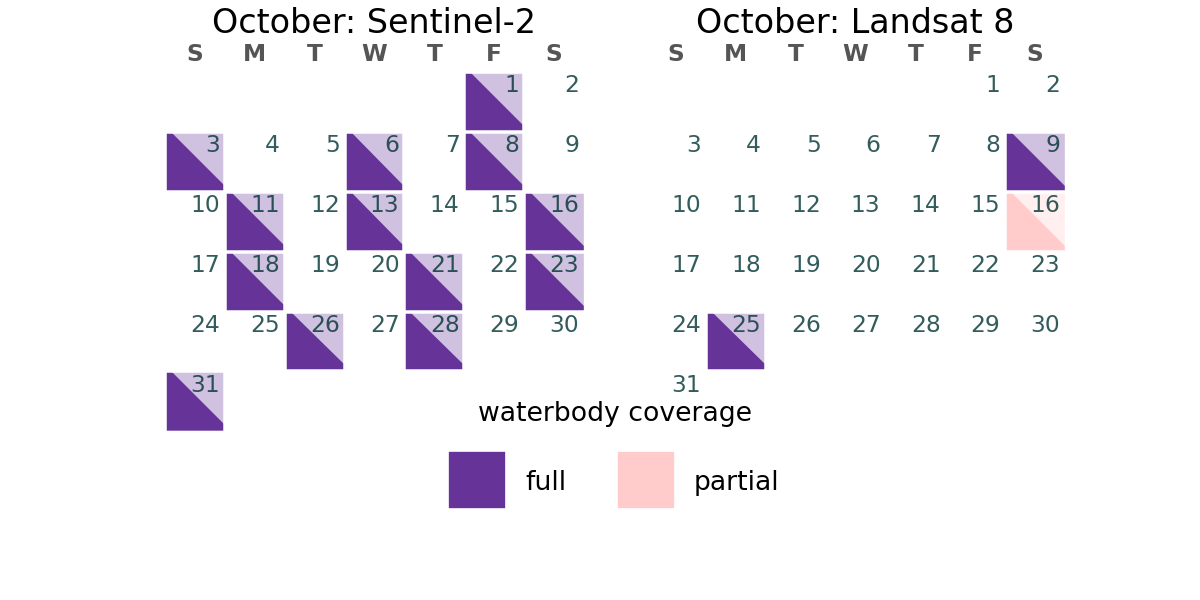 October: Sentinel-2
S M T W T F S
1 2
3 4 5 6 7 8 9
10 11 12 13 14 15 16
17 18 19 20 21 22 23
24 25 26 27 28 29 30
31
October: Landsat 8
S M T W T F S
1 2
3 4 5 6 7 8 9
10 11 12 13 14 15 16
17 18 19 20 21 22 23
24 25 26 27 28 29 30
31
waterbody coverage
full partial